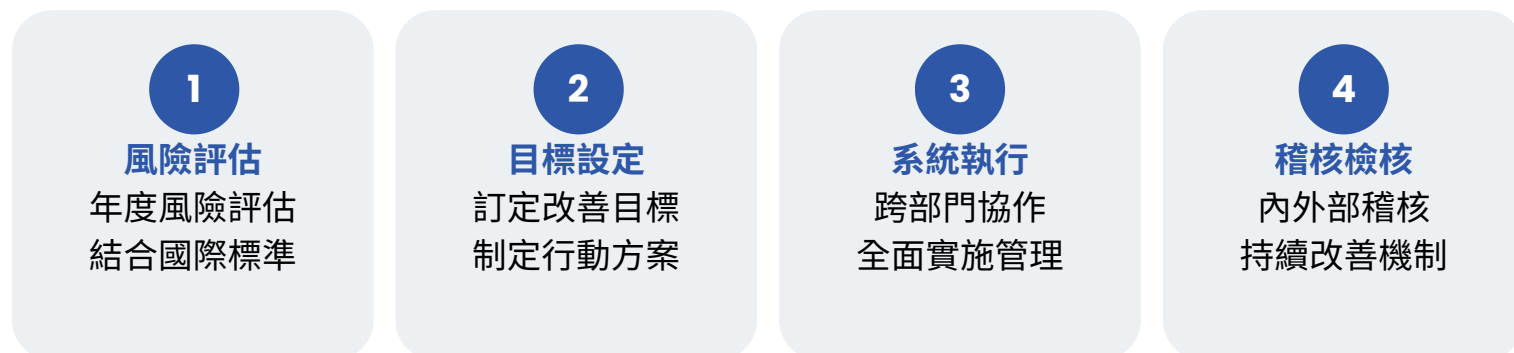 1
風險評估
年度風險評估
結合國際標準
2
目標設定
訂定改善目標
制定行動方案
3
系統執行
跨部門協作
全面實施管理
4
稽核檢核
內外部稽核
持續改善機制